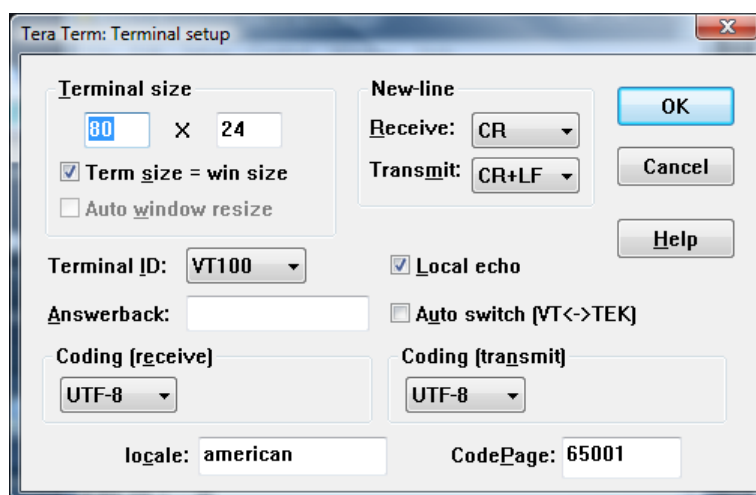 Tera Term: Terminal setup
Terminal size
80 X 24
Term size = win size
Auto window resize
New-line
Receive: CR
Transmit: CR+LF
OK
Cancel
Help
Terminal ID: VT100
Local echo
Answerback:
Auto switch (VT<->TEK)
Coding (receive)
UTF-8
Coding (transmit)
UTF-8
locale: american
CodePage: 65001